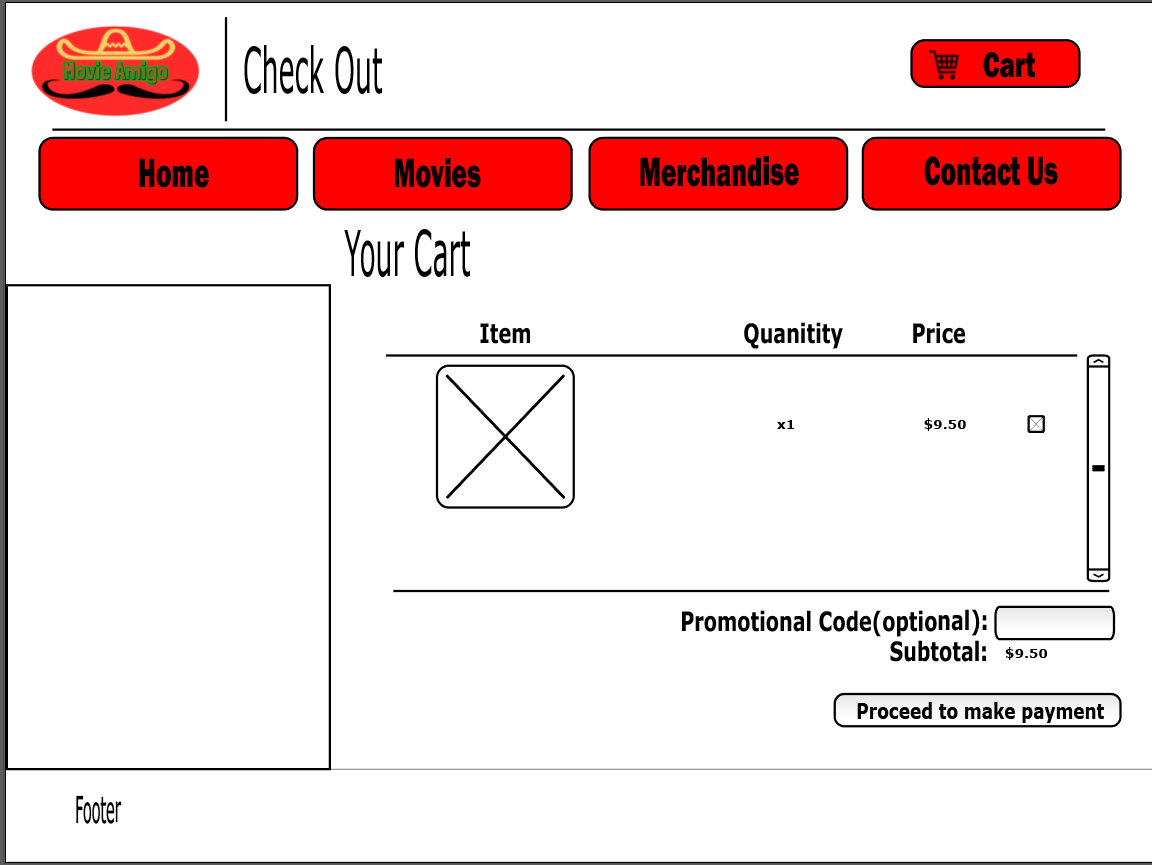 Movie Amigo
Check Out
Cart
Home
Movies
Merchandise
Contact Us
Your Cart
Item
Quanitity
Price
x1
$9.50
Promotional Code(optional):
Subtotal:
$9.50
Proceed to make payment
Footer